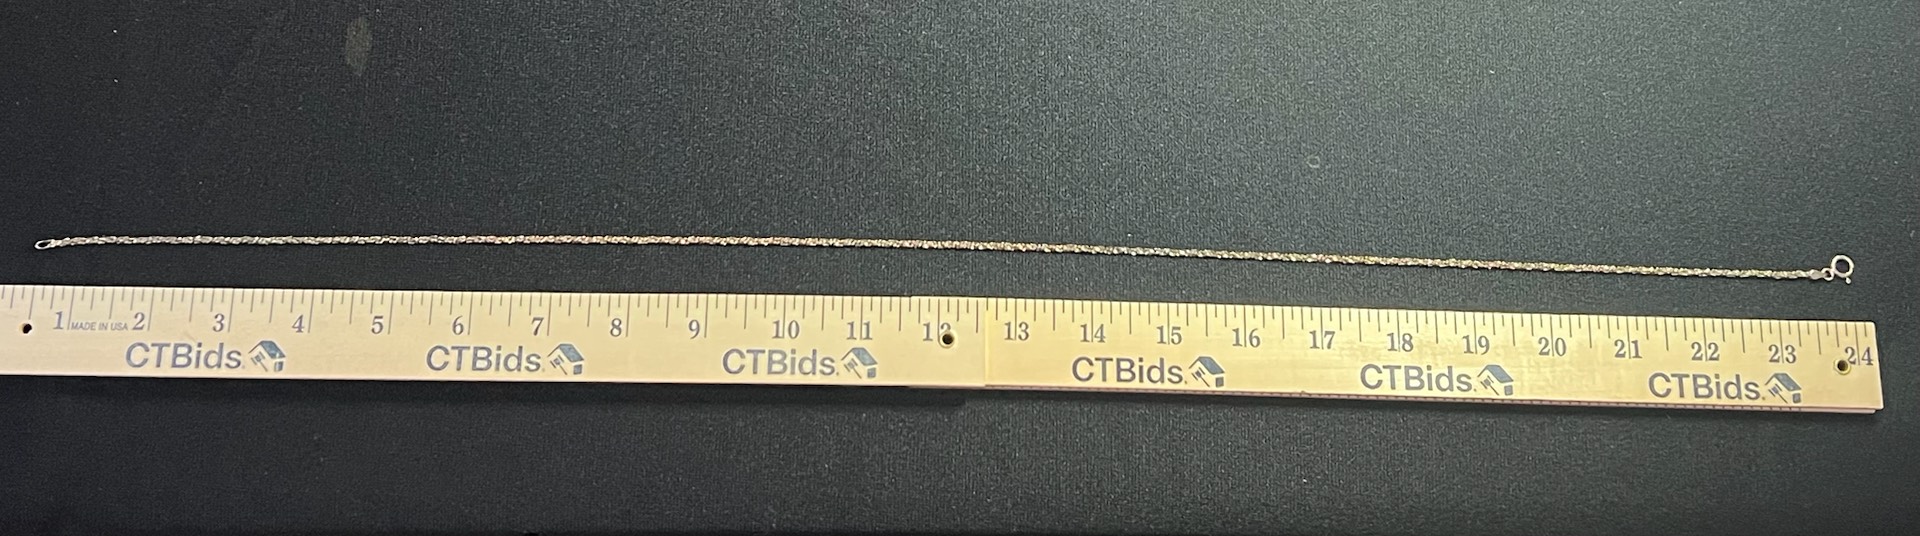 1 MADE IN USA 2 3 4 5 6 7 8 9 10 11 12 13 14 15 16 17 18 19 20 21 22 23 24
CTBids. CTBids. CTBids. CTBids. CTBids. CTBids.